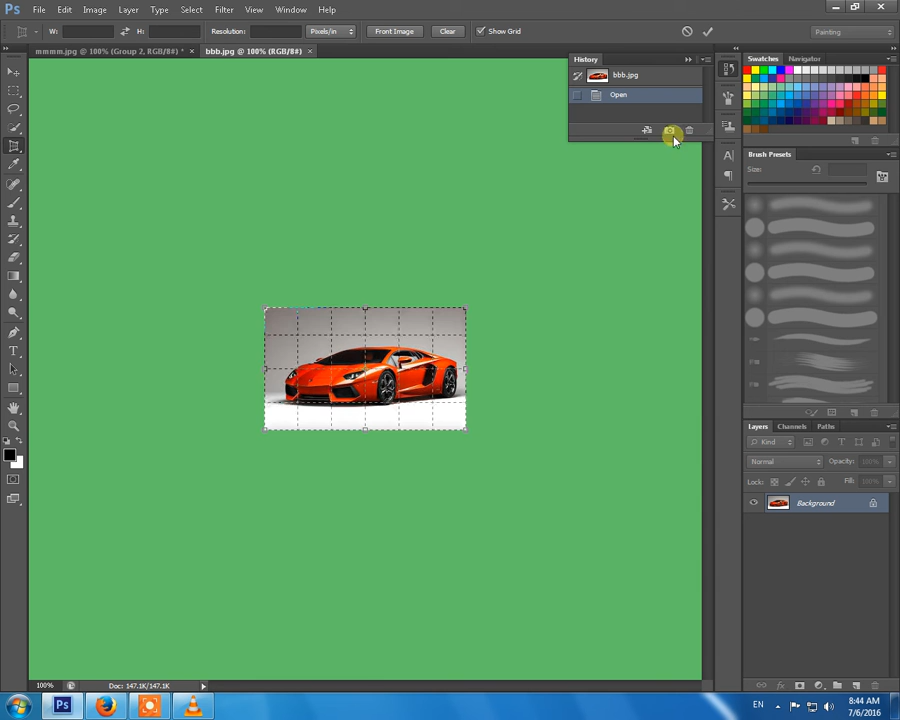 Ps File Edit Image Layer Type Select Filter View Window Help
W: H: Resolution: Pixels/in Front Image Clear Show Grid Painting
mmmm.jpg @ 100% (Group 2, RGB/8#) * × bbb.jpg @ 100% (RGB/8#) ×
History
bbb.jpg
Open
Swatches Navigator
Brush Presets
Size:
Layers Channels Paths
Kind
Normal Opacity: 100%
Lock: Fill: 100%
Background
100% Doc: 147.1K/147.1K
Ps EN 8:44 AM
7/6/2016